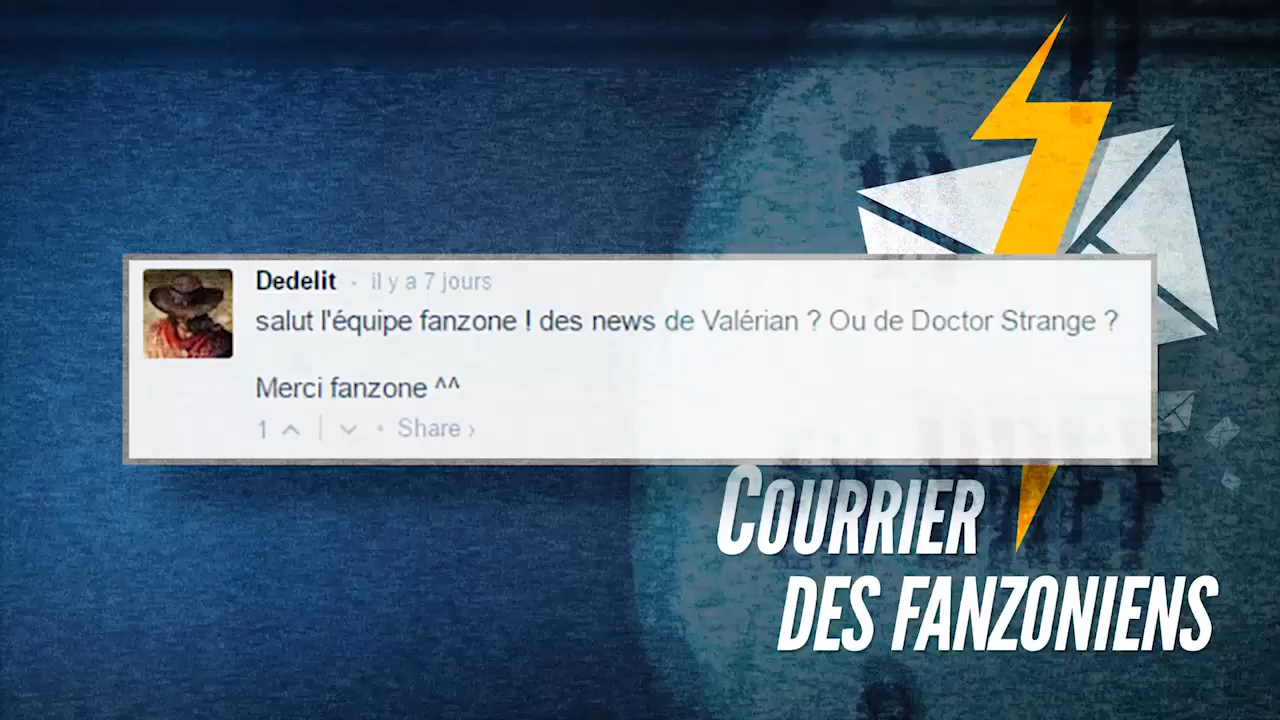 Dedelit · il y a 7 jours
salut l'équipe fanzone ! des news de Valérian ? Ou de Doctor Strange ?
Merci fanzone ^^
1 | · Share ›
COURRIER
DES FANZONIENS